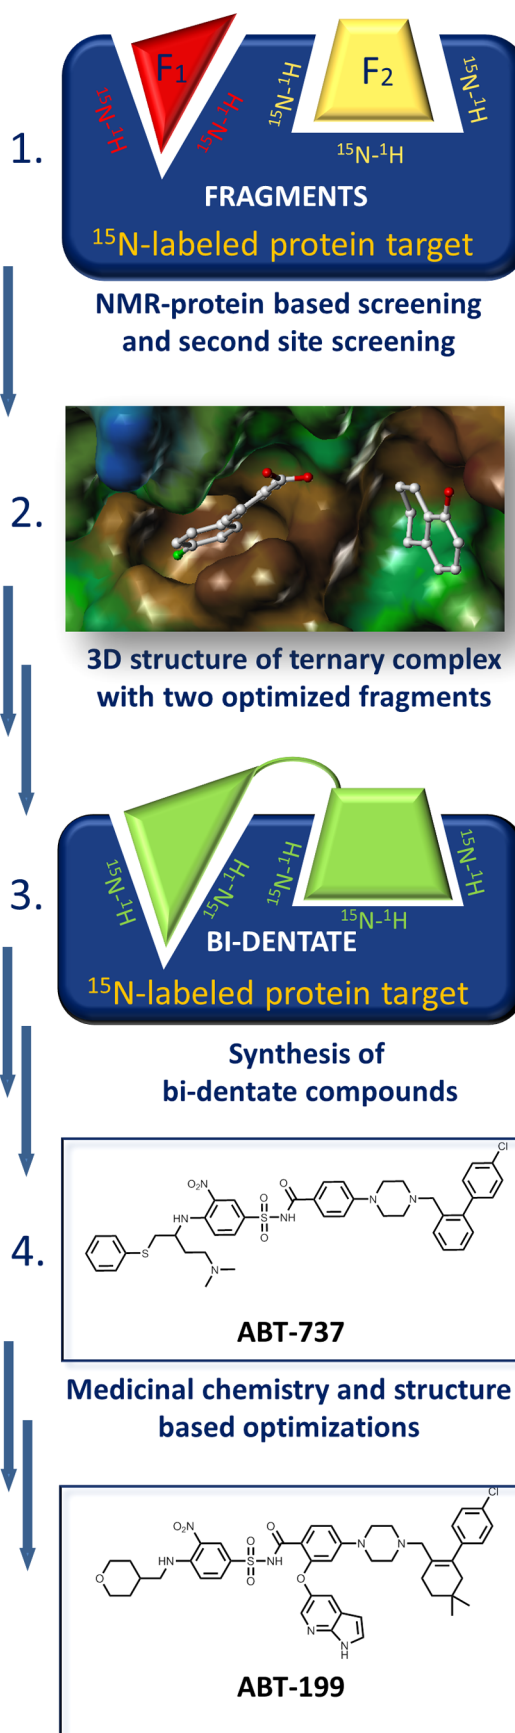 1.
F1
F2
¹⁵N-¹H
¹⁵N-¹H
¹⁵N-¹H
¹⁵N-¹H
¹⁵N-¹H
FRAGMENTS
¹⁵N-labeled protein target
NMR-protein based screening
and second site screening
2.
3D structure of ternary complex
with two optimized fragments
3.
¹⁵N-¹H
¹⁵N-¹H
¹⁵N-¹H
¹⁵N-¹H
¹⁵N-¹H
BI-DENTATE
¹⁵N-labeled protein target
Synthesis of
bi-dentate compounds
4.
Cl
O₂N
O
O
HN
S
NH
N
N
O
S
N
ABT-737
Medicinal chemistry and structure
based optimizations
Cl
O₂N
O
O
HN
S
NH
N
N
O
O
O
N
N
H
ABT-199